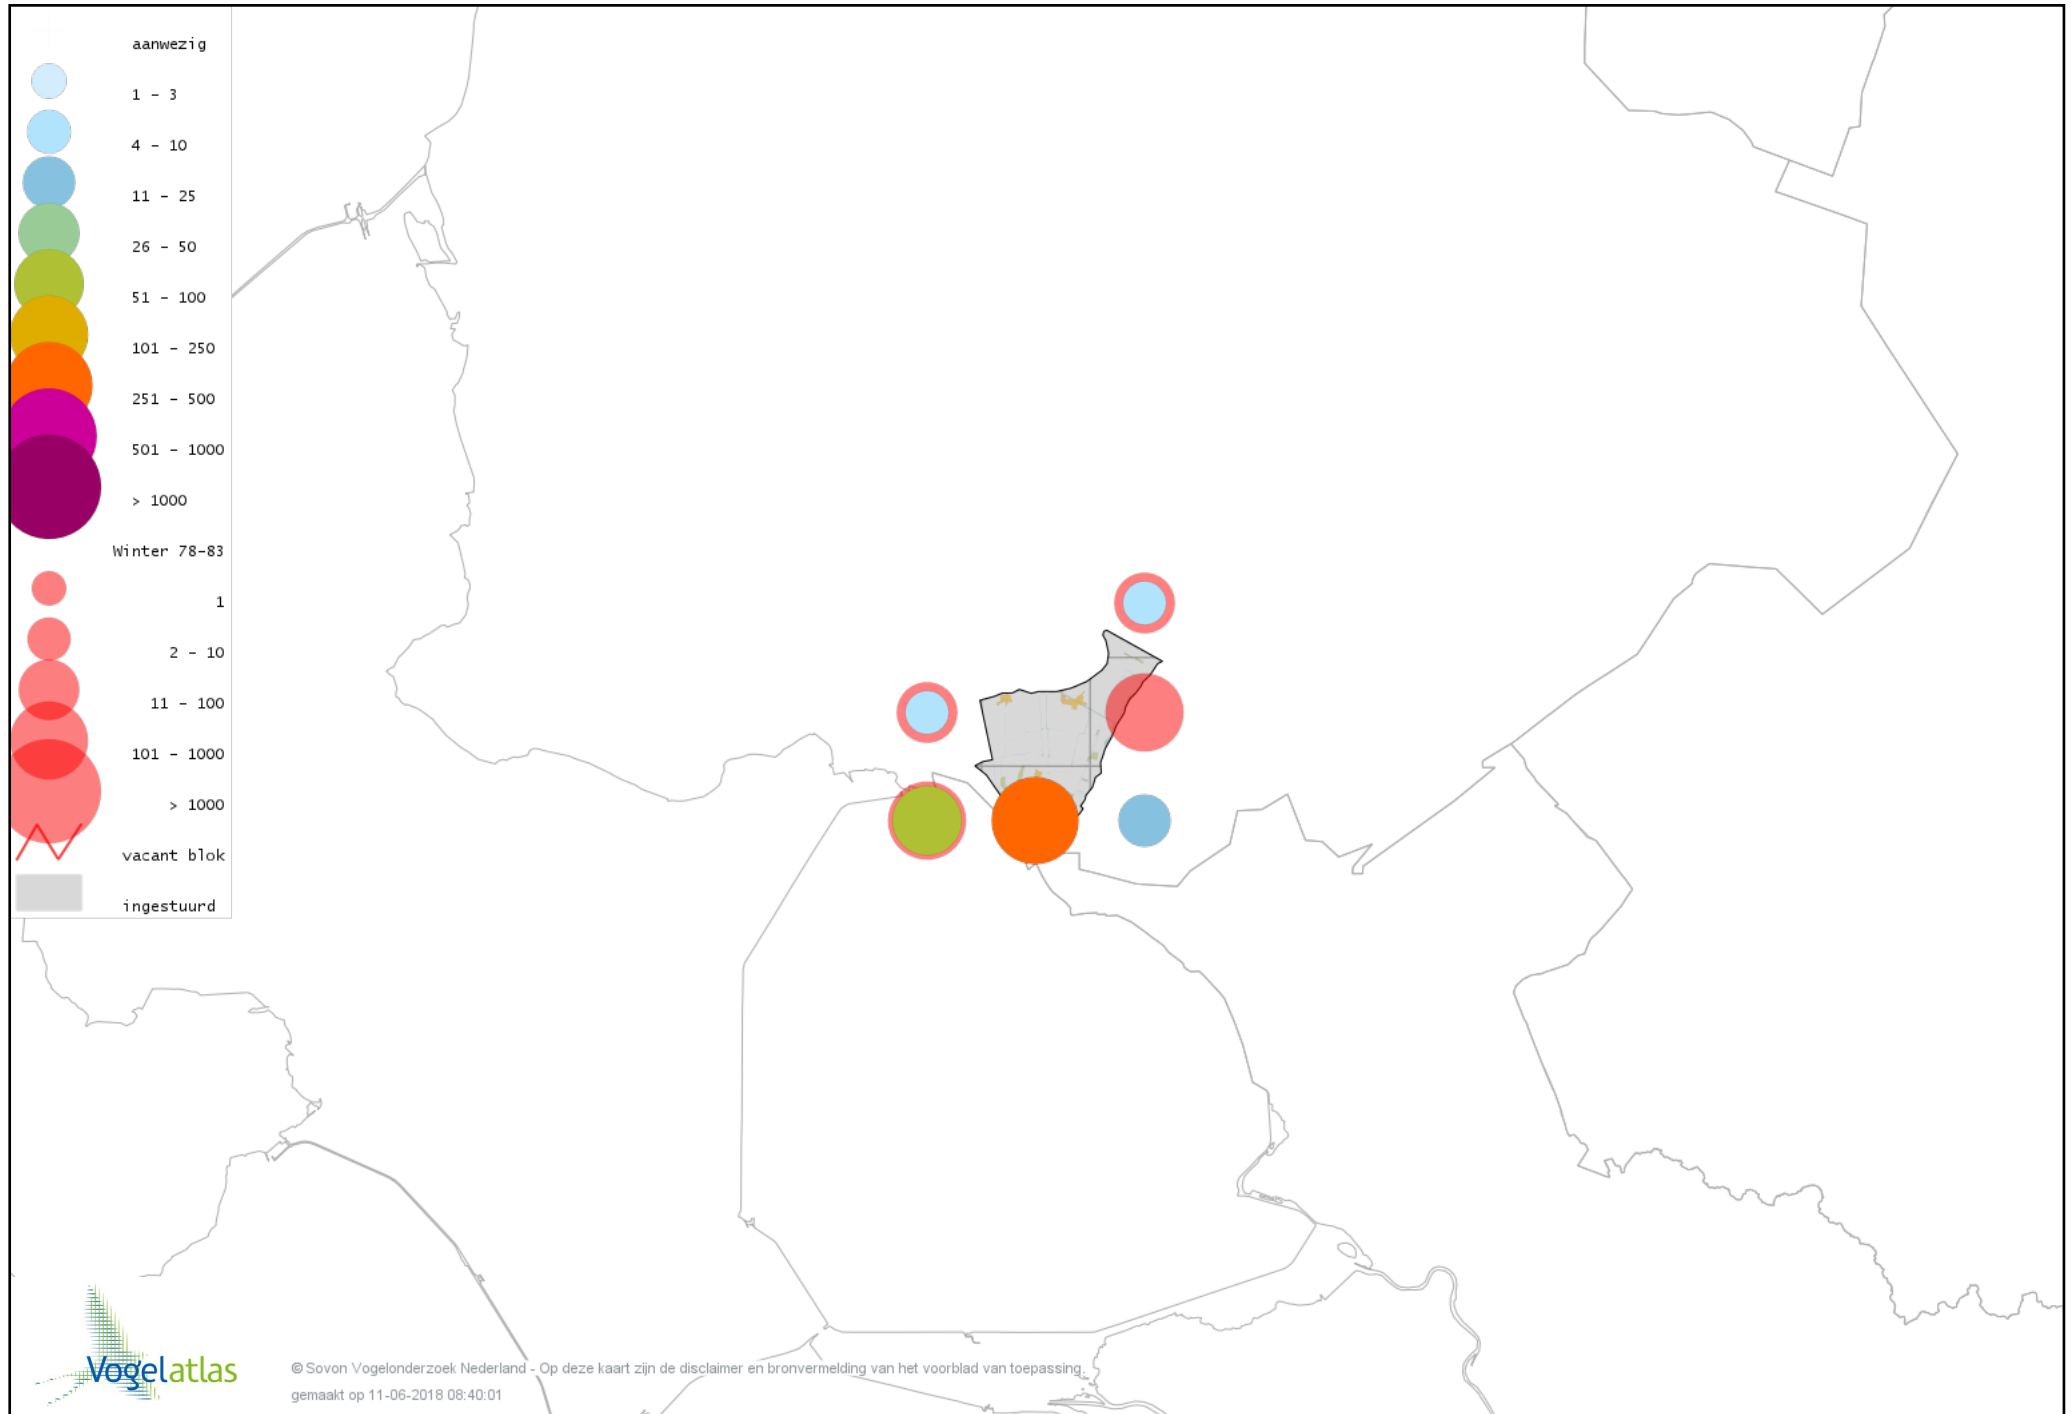 aanwezig
1 - 3
4 - 10
11 - 25
26 - 50
51 - 100
101 - 250
251 - 500
501 - 1000
> 1000
Winter 78-83
1
2 - 10
11 - 100
101 - 1000
> 1000
vacant blok
ingestuurd
Vogelatlas
© Sovon Vogelonderzoek Nederland - Op deze kaart zijn de disclaimer en bronvermelding van het voorblad van toepassing.
gemaakt op 11-06-2018 08:40:01